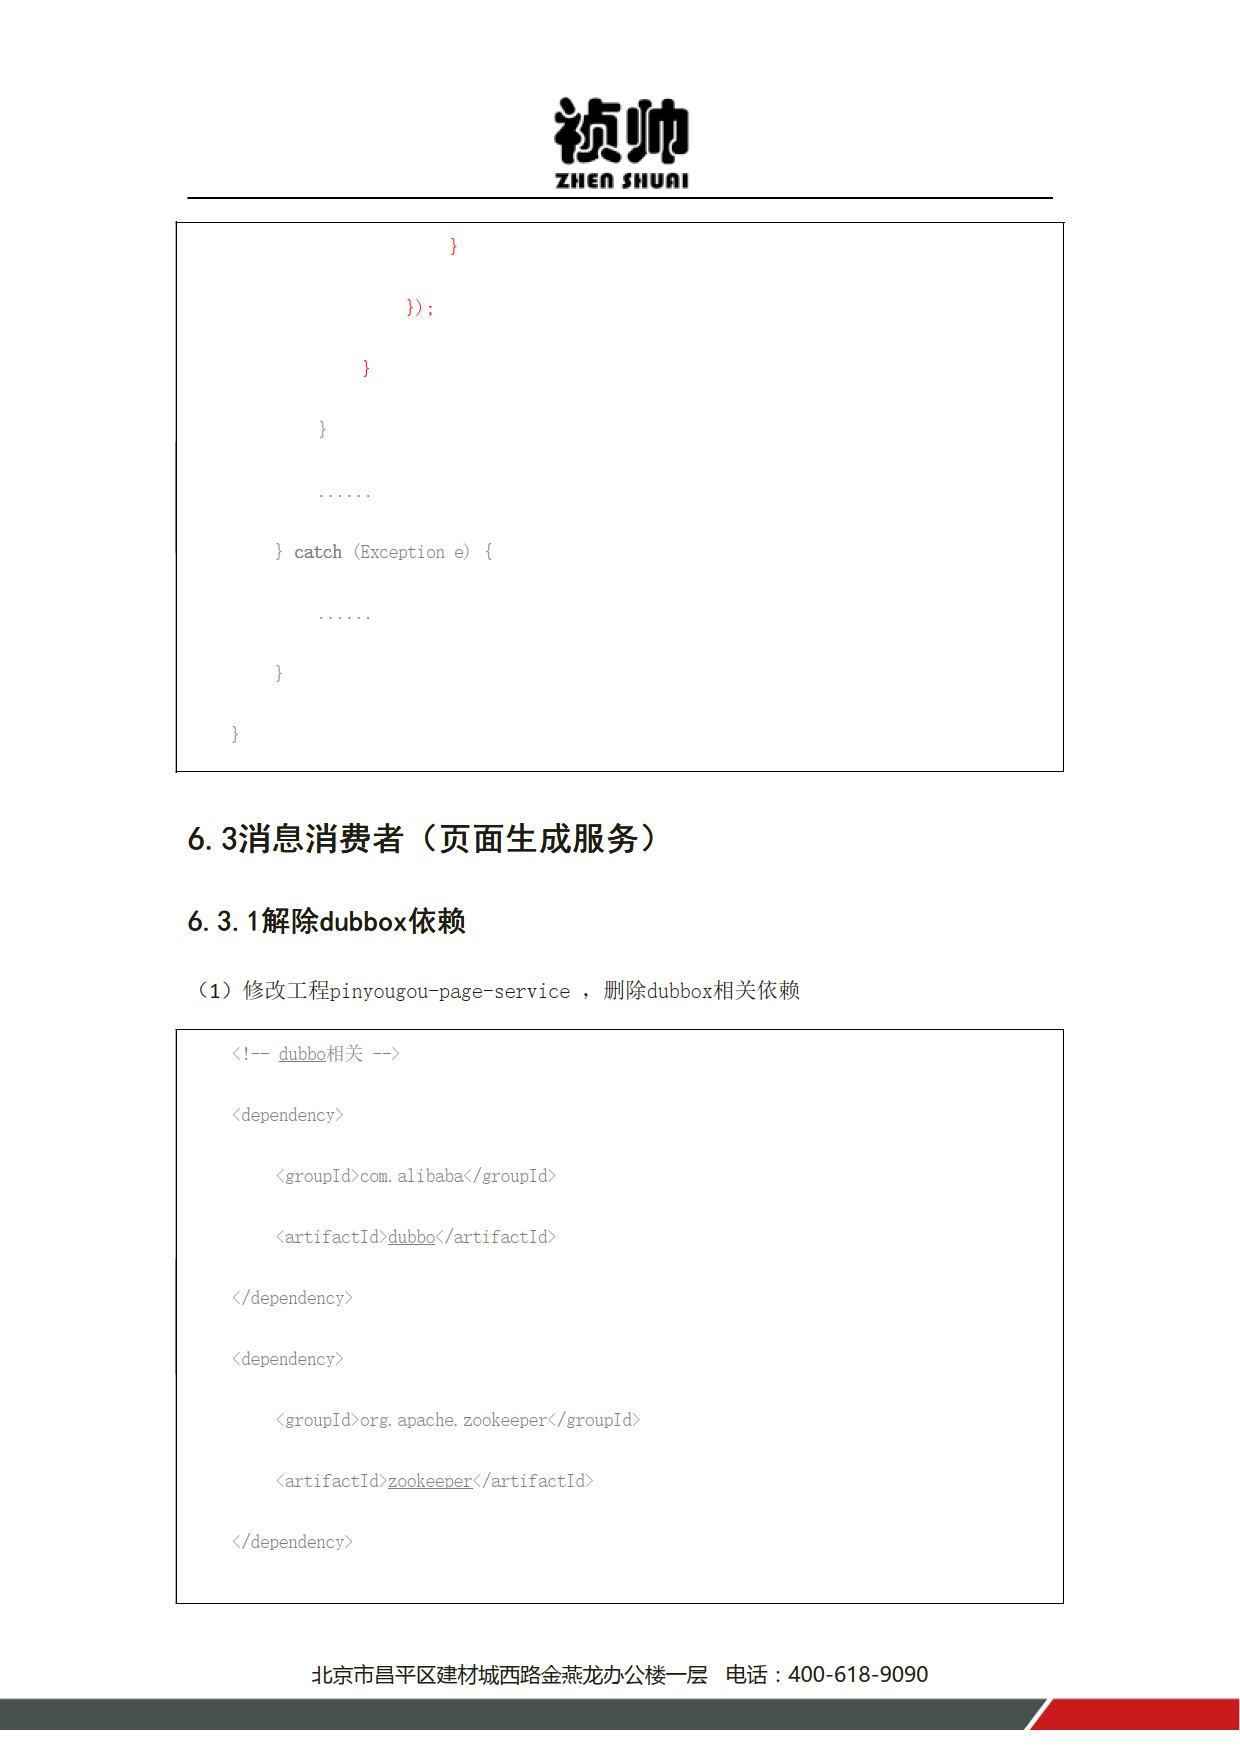 祯帅
ZHEN SHUAI
}
});
}
}
......
} catch (Exception e) {
......
}
}
6.3消息消费者（页面生成服务）
6.3.1解除dubbox依赖
（1）修改工程pinyougou-page-service ，删除dubbox相关依赖
<!-- dubbo相关 -->
<dependency>
<groupId>com.alibaba</groupId>
<artifactId>dubbo</artifactId>
</dependency>
<dependency>
<groupId>org.apache.zookeeper</groupId>
<artifactId>zookeeper</artifactId>
</dependency>
北京市昌平区建材城西路金燕龙办公楼一层 电话：400-618-9090